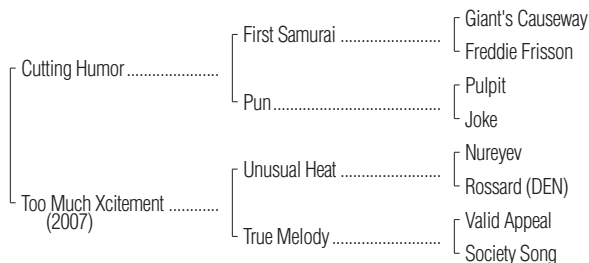 Giant's Causeway
First Samurai ............................
Freddie Frisson
Cutting Humor .........................
Pulpit
Pun..............................................
Joke
Nureyev
Unusual Heat ............................
Rossard (DEN)
Too Much Xcitement .............
(2007)
Valid Appeal
True Melody..............................
Society Song